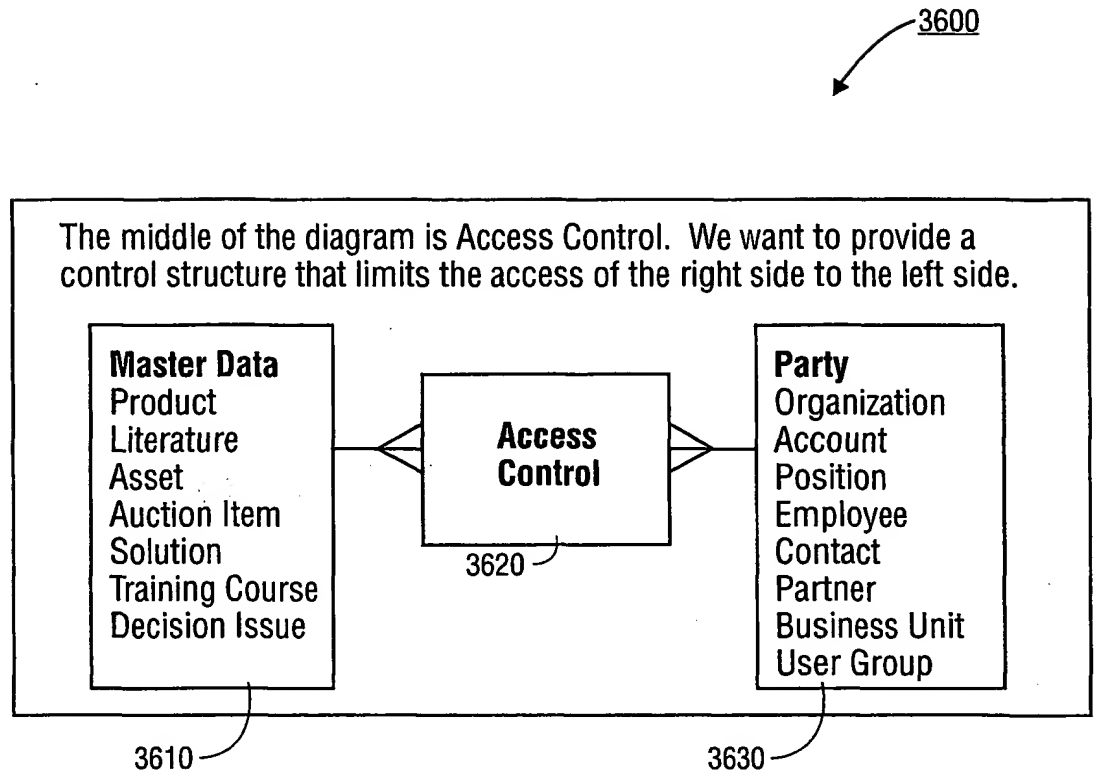 3600
The middle of the diagram is Access Control. We want to provide a
control structure that limits the access of the right side to the left side.
Master Data
Product
Literature
Asset
Auction Item
Solution
Training Course
Decision Issue
Access
Control
Party
Organization
Account
Position
Employee
Contact
Partner
Business Unit
User Group
3620
3610
3630